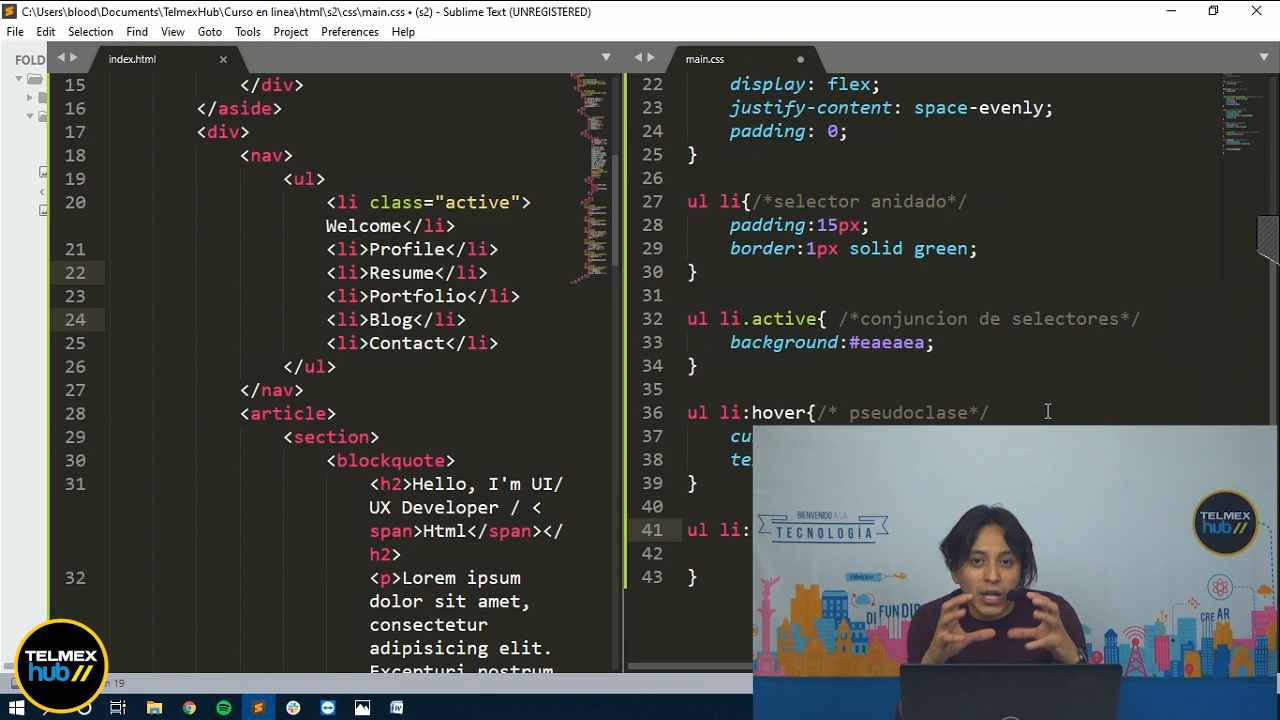 C:\Users\blood\Documents\TelmexHub\Curso en linea\html\s2\css\main.css • (s2) - Sublime Text (UNREGISTERED)
File Edit Selection Find View Goto Tools Project Preferences Help
FOLD
index.html
15 </div>
16 </aside>
17 <div>
18 <nav>
19 <ul>
20 <li class="active">
Welcome</li>
21 <li>Profile</li>
22 <li>Resume</li>
23 <li>Portfolio</li>
24 <li>Blog</li>
25 <li>Contact</li>
26 </ul>
27 </nav>
28 <article>
29 <section>
30 <blockquote>
31 <h2>Hello, I'm UI/
UX Developer / <
span>Html</span></
h2>
32 <p>Lorem ipsum
dolor sit amet,
consectetur
adipisicing elit.
Excepturi nostrum
main.css
22 display: flex;
23 justify-content: space-evenly;
24 padding: 0;
25 }
26
27 ul li{/*selector anidado*/
28 padding:15px;
29 border:1px solid green;
30 }
31
32 ul li.active{ /*conjuncion de selectores*/
33 background:#eaeaea;
34 }
35
36 ul li:hover{/* pseudoclase*/
37 cu
38 te
39 }
40
41 ul li:
42
43 }
BIENVENIDO A LA
TECNOLOGÍA
TELMEX
hub//
DIFUNDIR
CREAR
TELMEX
hub//
n 19